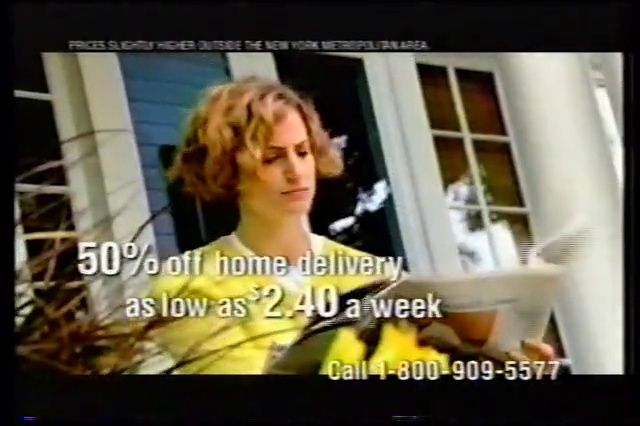 PRICES SLIGHTLY HIGHER OUTSIDE THE NEW YORK METROPOLITAN AREA.
50% off home delivery
as low as $2.40 a week
Call 1-800-909-5577